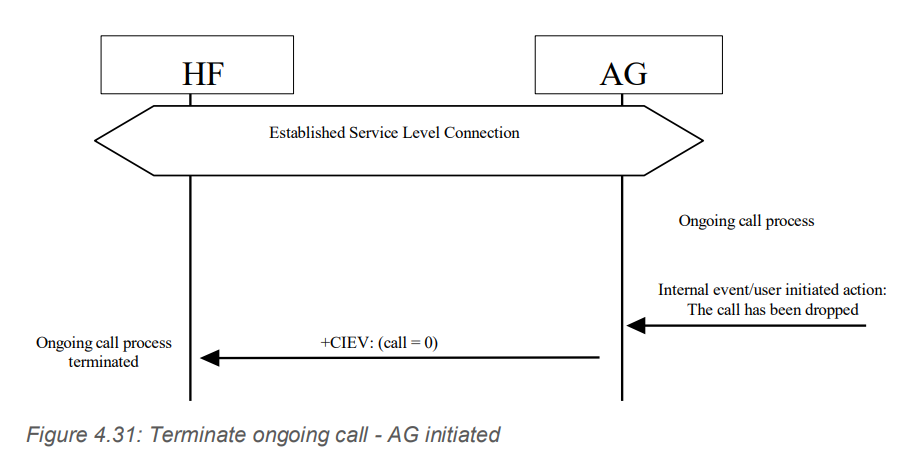 HF
AG
Established Service Level Connection
Ongoing call process
Internal event/user initiated action:
The call has been dropped
Ongoing call process
terminated
+CIEV: (call = 0)
Figure 4.31: Terminate ongoing call - AG initiated